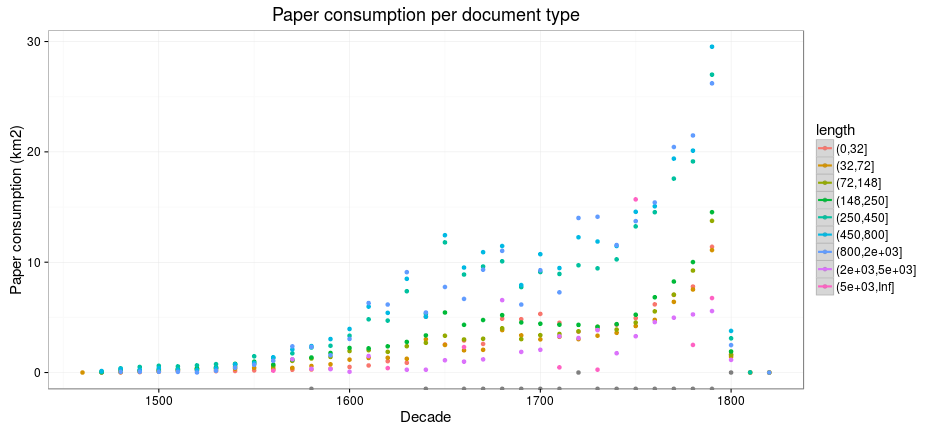 Paper consumption per document type
Paper consumption (km2)
30
20
10
0
1500
1600
1700
1800
Decade
length
(0,32]
(32,72]
(72,148]
(148,250]
(250,450]
(450,800]
(800,2e+03]
(2e+03,5e+03]
(5e+03,Inf]